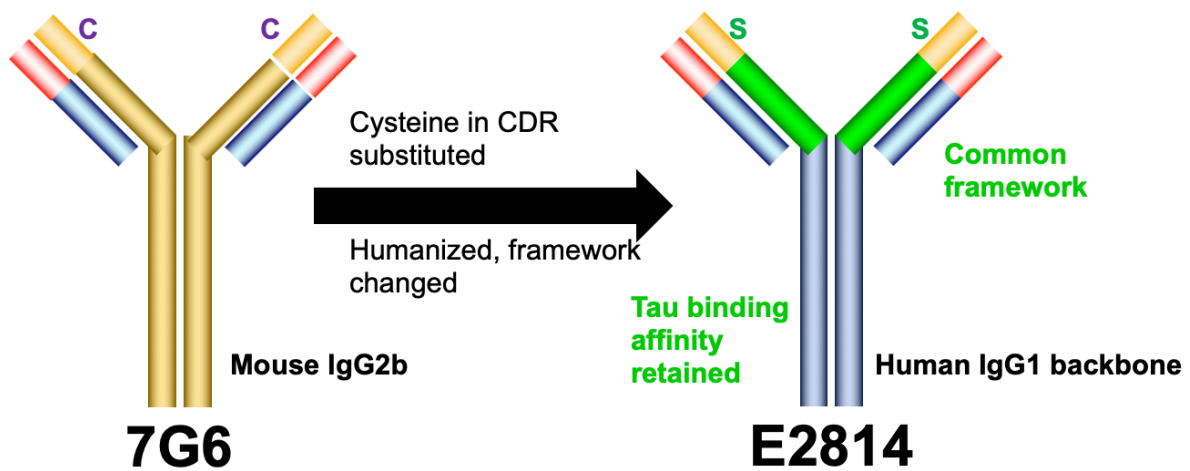 C
C
S
S
Cysteine in CDR
substituted
Humanized, framework
changed
Common
framework
Tau binding
affinity
retained
Mouse IgG2b
Human IgG1 backbone
7G6
E2814